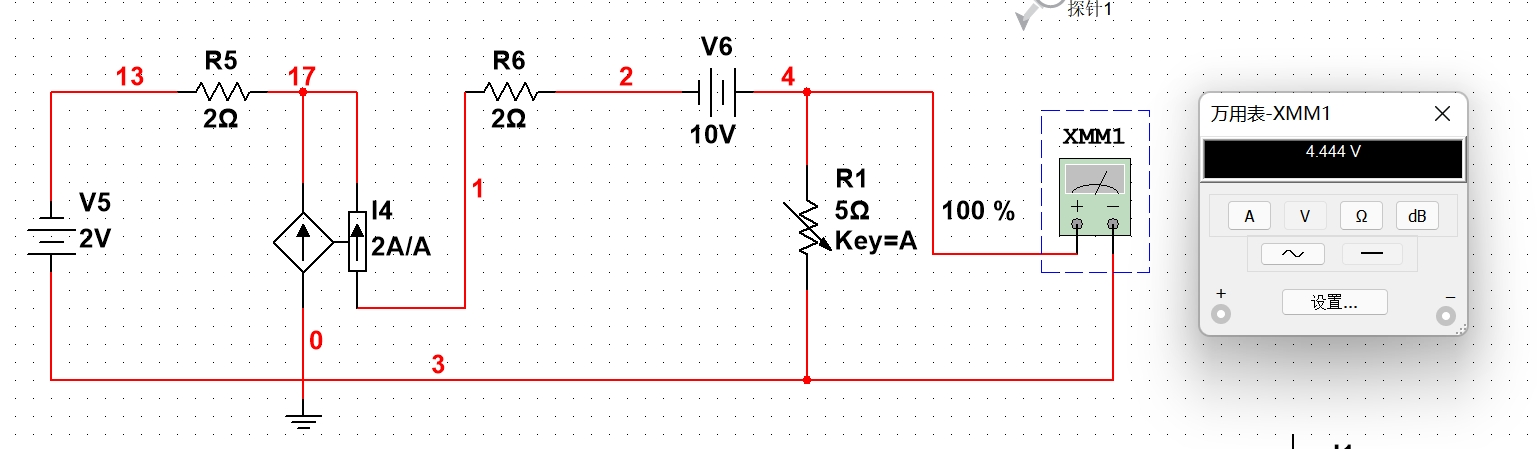 探针1
V6
R5
R6
13
17
2
4
2Ω
2Ω
10V
XMM1
万用表-XMM1
4.444 V
R1
5Ω
Key=A
100 %
1
V5
2V
I4
2A/A
A
V
Ω
dB
+
−
+
设置...
−
0
3